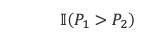 𝕀(P₁ > P₂)